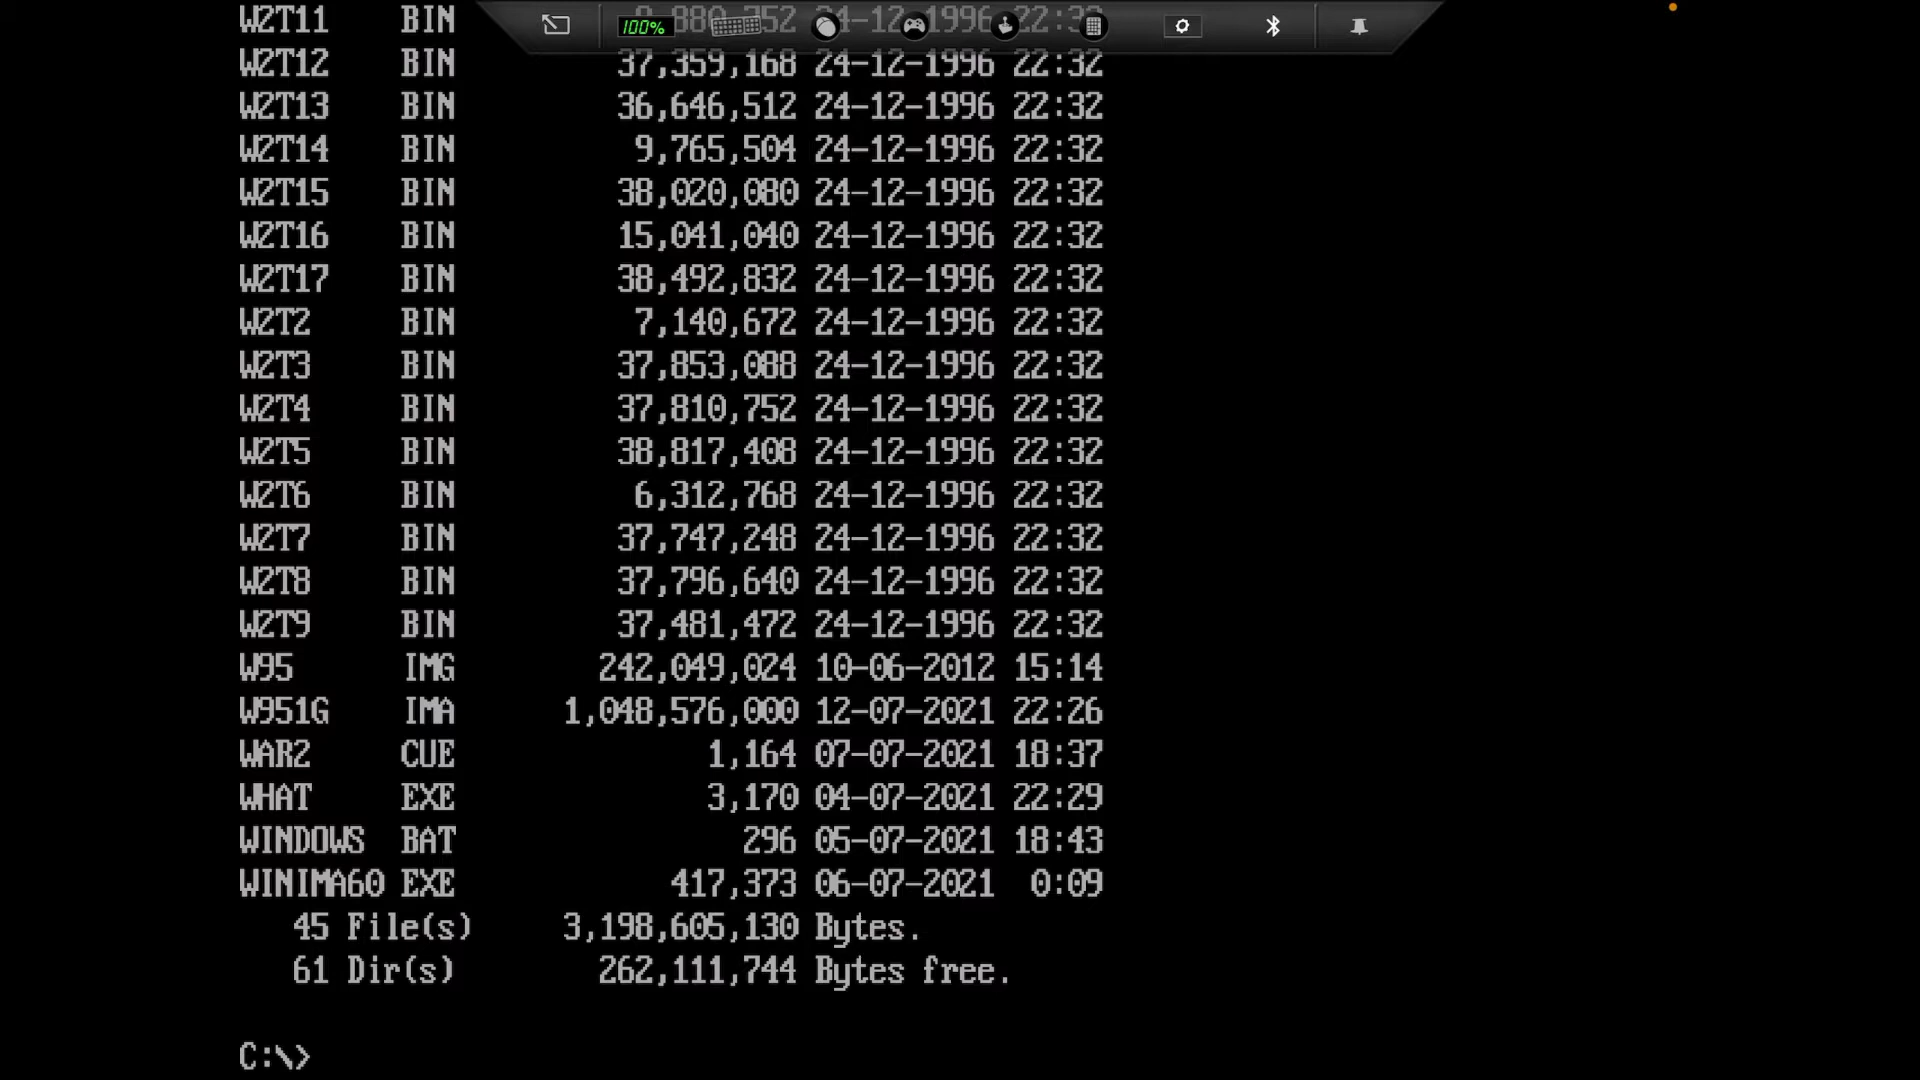 W2T11 BIN 880,752 24-12-1996 22:32
100%
W2T12 BIN 37,359,168 24-12-1996 22:32
W2T13 BIN 36,646,512 24-12-1996 22:32
W2T14 BIN 9,765,504 24-12-1996 22:32
W2T15 BIN 38,020,080 24-12-1996 22:32
W2T16 BIN 15,041,040 24-12-1996 22:32
W2T17 BIN 38,492,832 24-12-1996 22:32
W2T2 BIN 7,140,672 24-12-1996 22:32
W2T3 BIN 37,853,088 24-12-1996 22:32
W2T4 BIN 37,810,752 24-12-1996 22:32
W2T5 BIN 38,817,408 24-12-1996 22:32
W2T6 BIN 6,312,768 24-12-1996 22:32
W2T7 BIN 37,747,248 24-12-1996 22:32
W2T8 BIN 37,796,640 24-12-1996 22:32
W2T9 BIN 37,481,472 24-12-1996 22:32
W95 IMG 242,049,024 10-06-2012 15:14
W951G IMA 1,048,576,000 12-07-2021 22:26
WAR2 CUE 1,164 07-07-2021 18:37
WHAT EXE 3,170 04-07-2021 22:29
WINDOWS BAT 296 05-07-2021 18:43
WINIMA60 EXE 417,373 06-07-2021 0:09
45 File(s) 3,198,605,130 Bytes.
61 Dir(s) 262,111,744 Bytes free.
C:\>